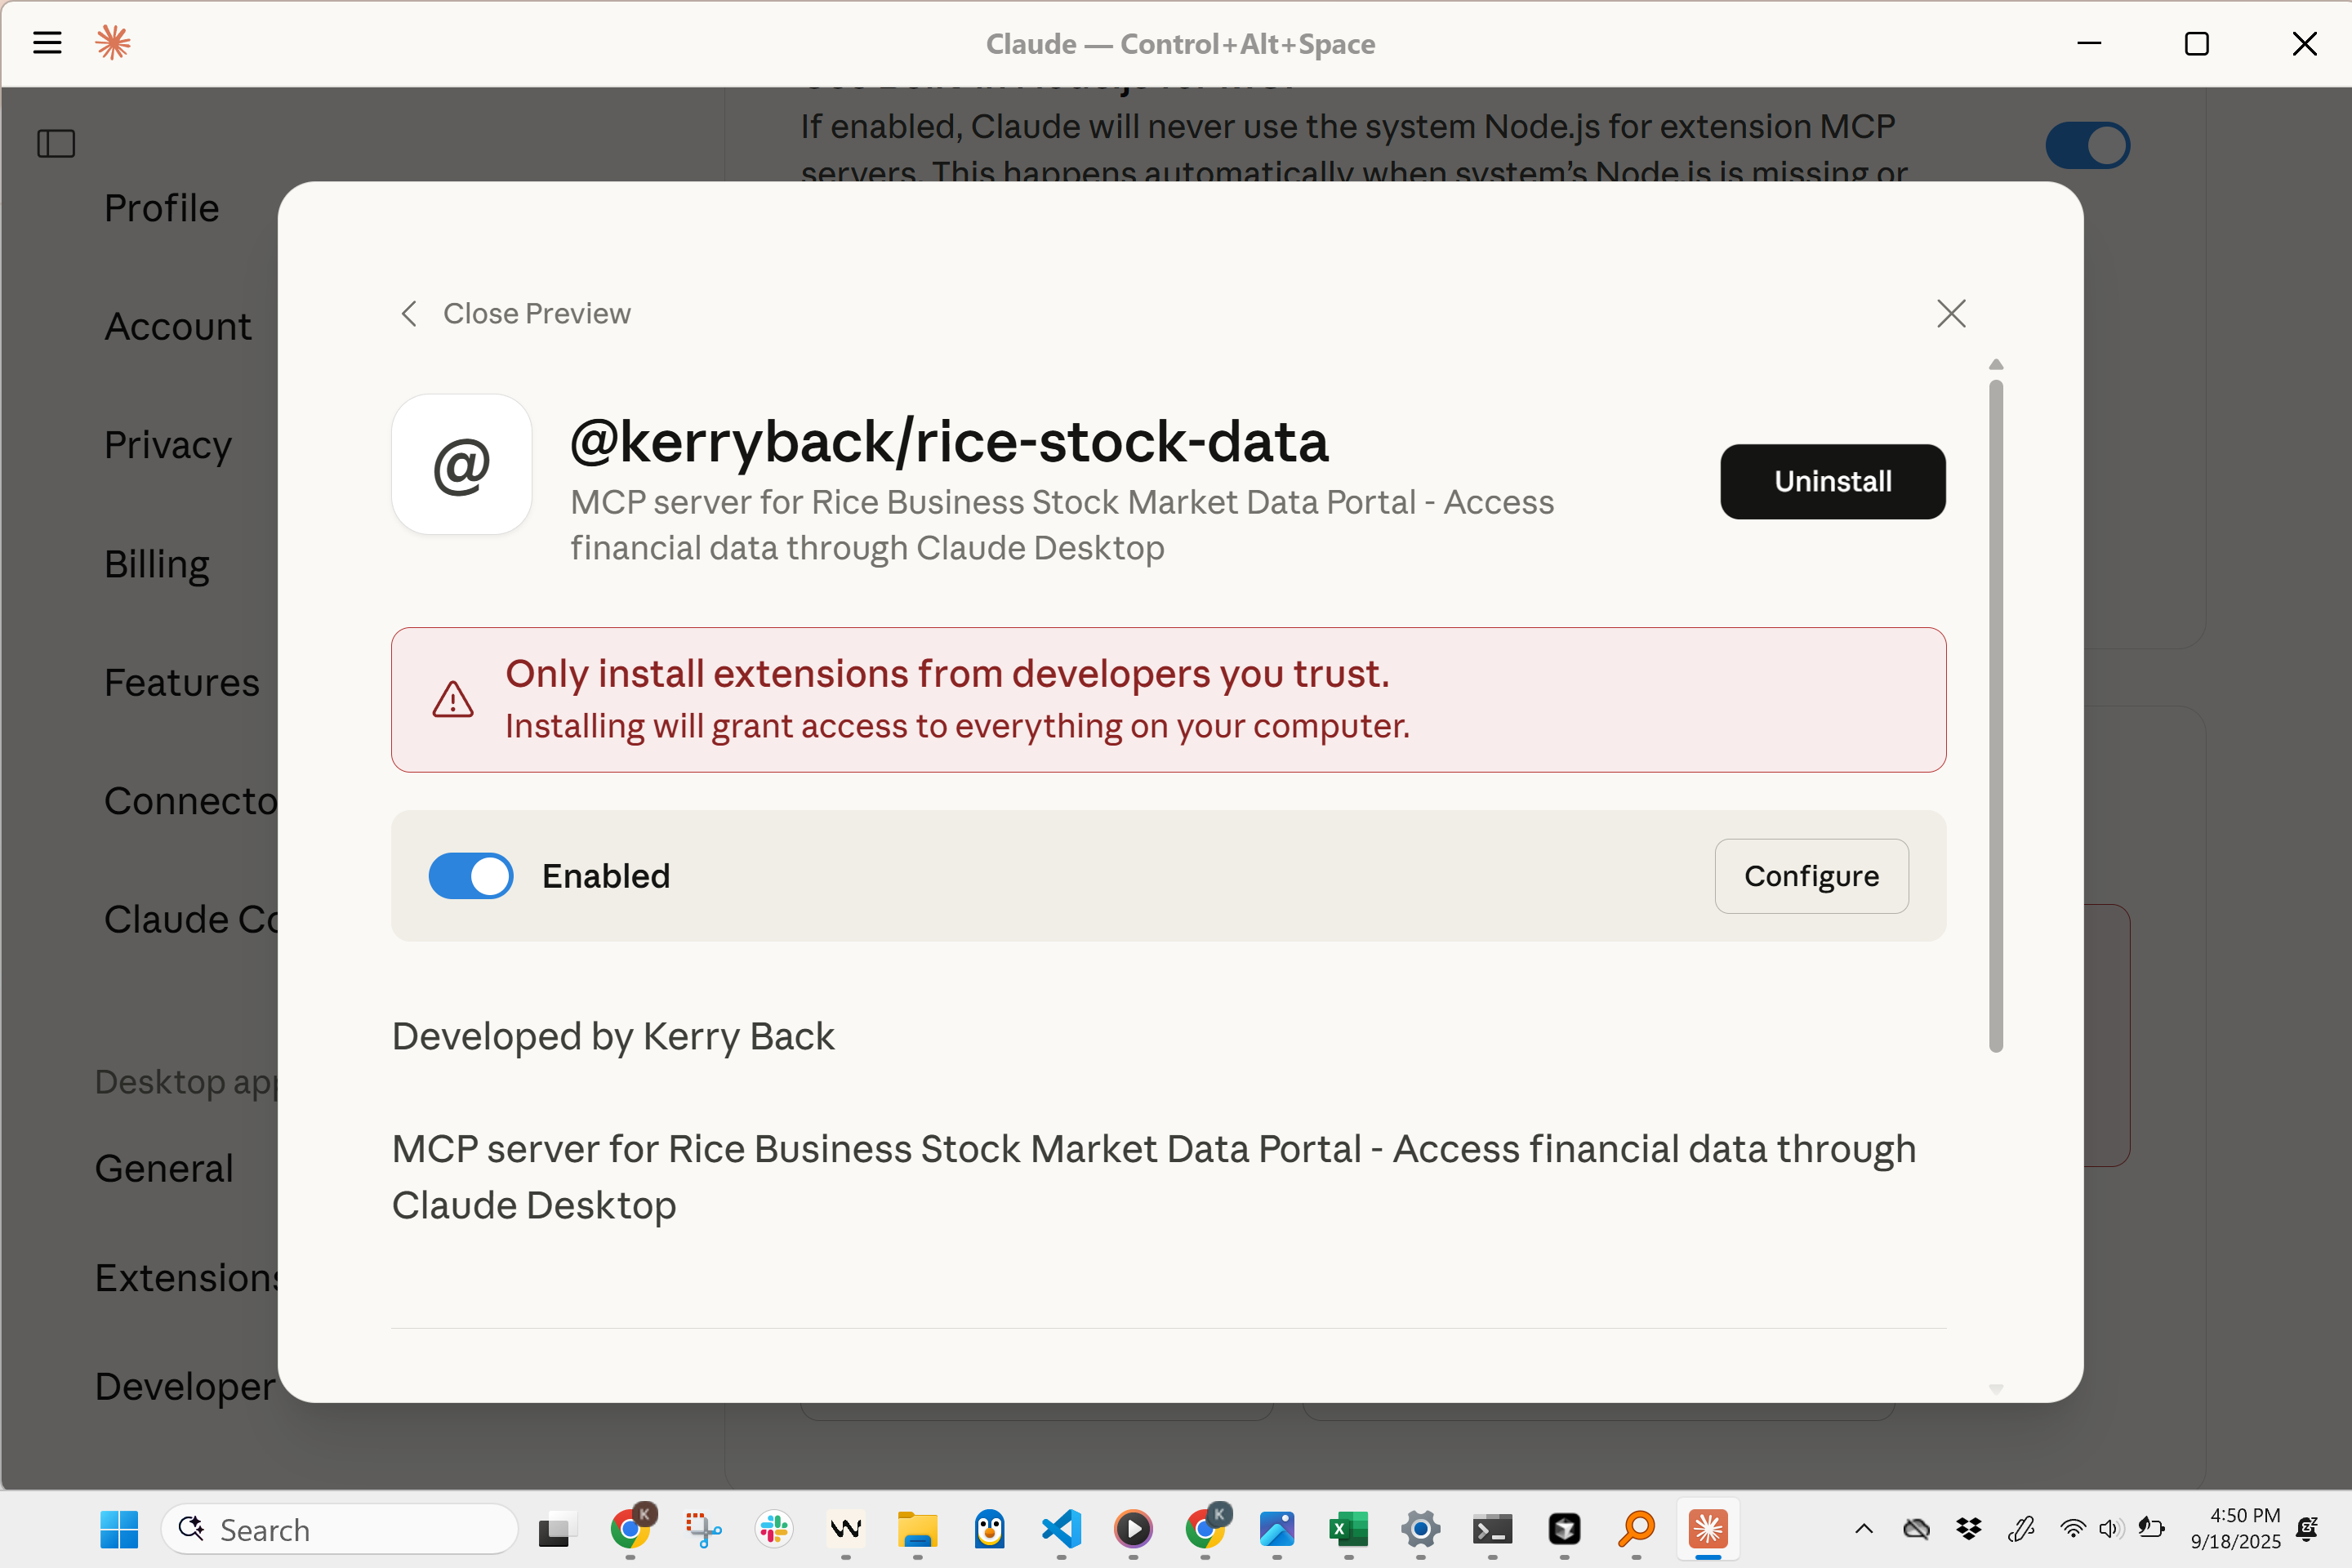 Claude — Control+Alt+Space
If enabled, Claude will never use the system Node.js for extension MCP
servers. This happens automatically when system's Node.js is missing or
Profile
Account
Privacy
Billing
Features
Connecto
Claude Co
Desktop app
General
Extensions
Developer
Close Preview
@
@kerryback/rice-stock-data
MCP server for Rice Business Stock Market Data Portal - Access
financial data through Claude Desktop
Uninstall
Only install extensions from developers you trust.
Installing will grant access to everything on your computer.
Enabled
Configure
Developed by Kerry Back
MCP server for Rice Business Stock Market Data Portal - Access financial data through
Claude Desktop
Search
K
K
4:50 PM
9/18/2025